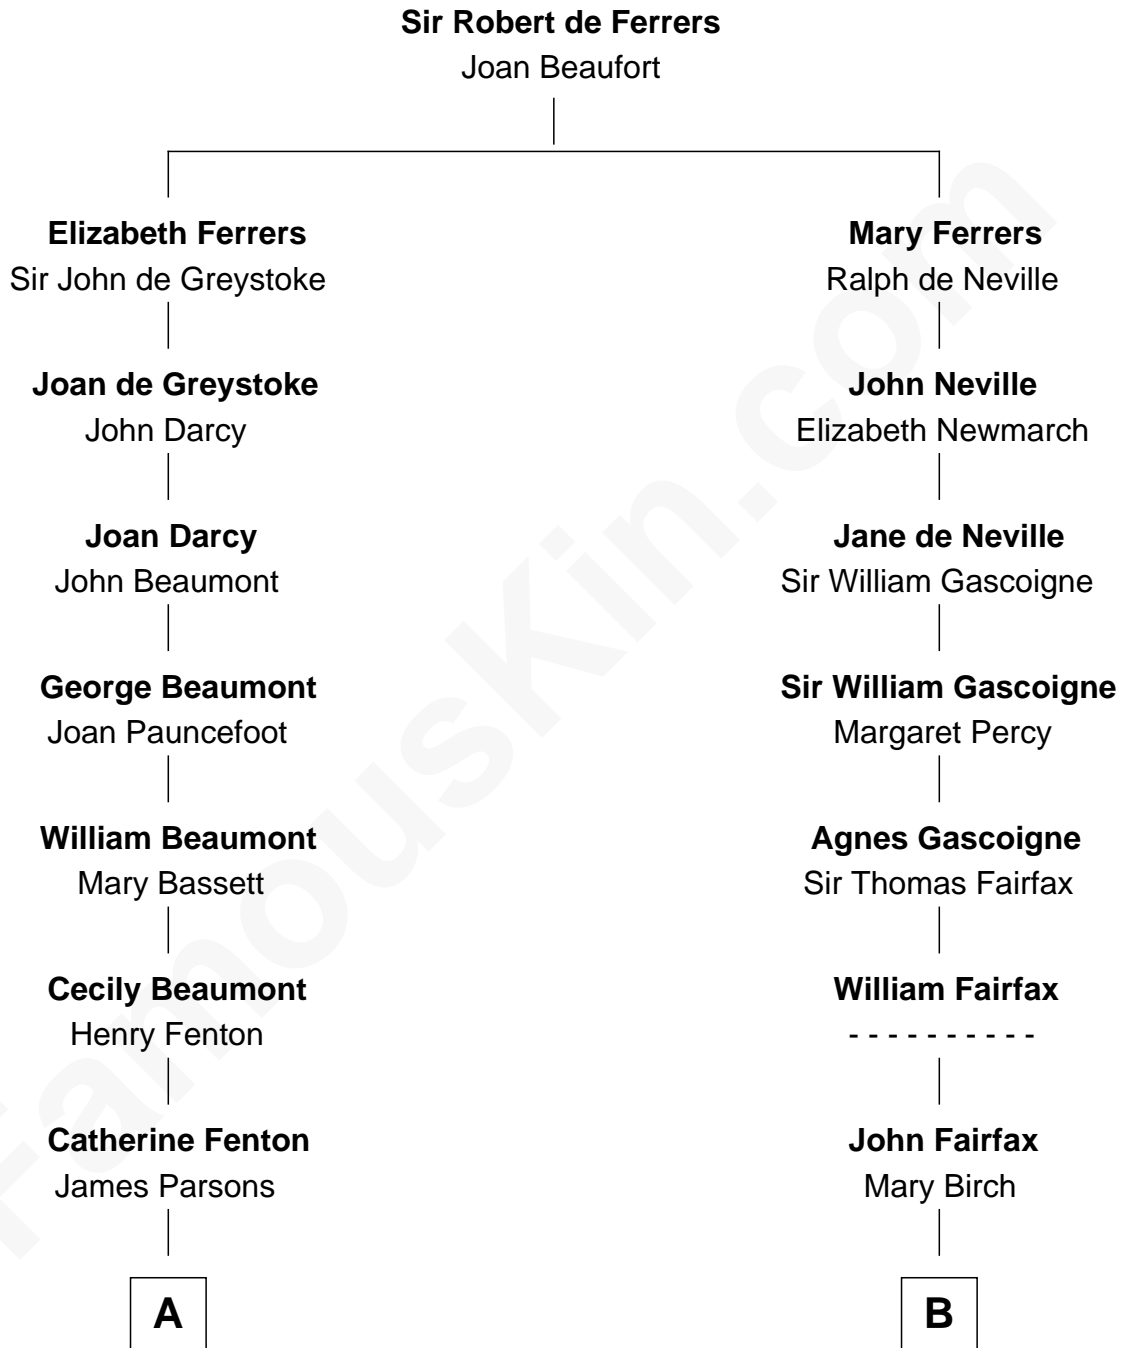 Sir Robert de Ferrers
Joan Beaufort
Elizabeth Ferrers
Sir John de Greystoke
Mary Ferrers
Ralph de Neville
Joan de Greystoke
John Darcy
John Neville
Elizabeth Newmarch
Joan Darcy
John Beaumont
Jane de Neville
Sir William Gascoigne
George Beaumont
Joan Pauncefoot
Sir William Gascoigne
Margaret Percy
William Beaumont
Mary Bassett
Agnes Gascoigne
Sir Thomas Fairfax
Cecily Beaumont
Henry Fenton
William Fairfax
- - - - - - - - - -
Catherine Fenton
James Parsons
John Fairfax
Mary Birch
A
B
FamousKin.com